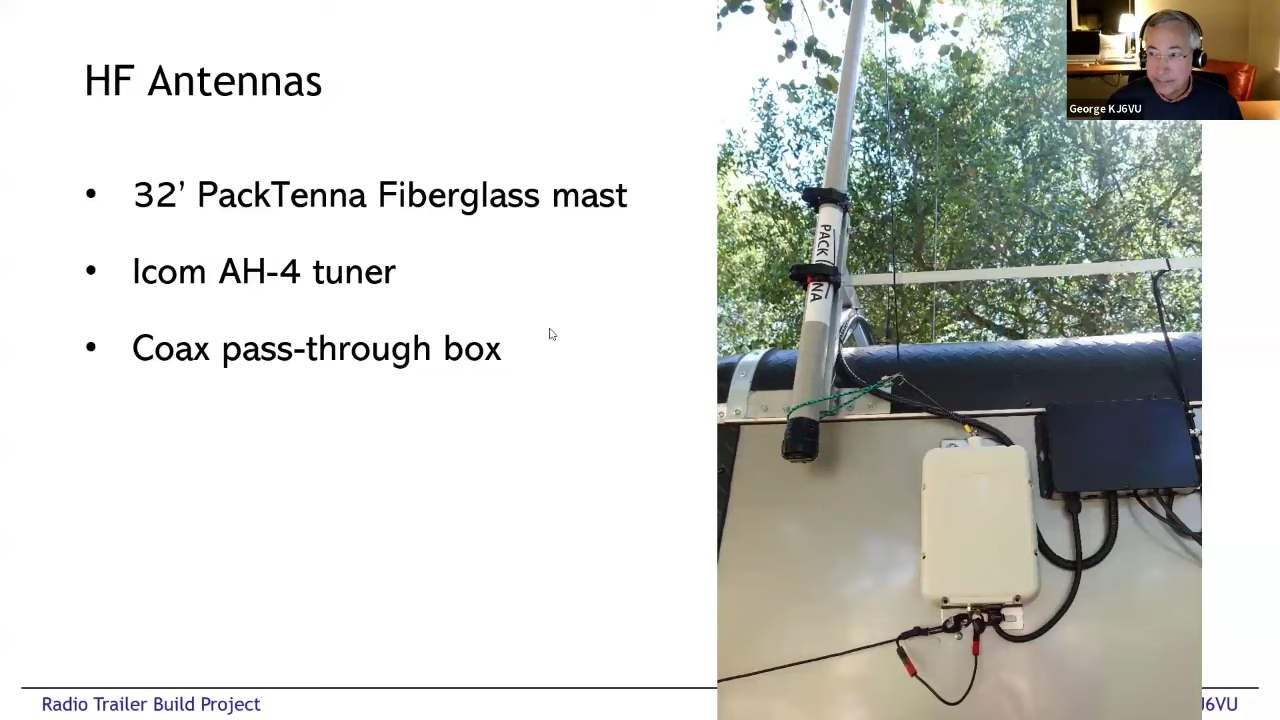 HF Antennas
• 32’ PackTenna Fiberglass mast
• Icom AH-4 tuner
• Coax pass-through box
George KJ6VU
PACK
NA
Radio Trailer Build Project
J6VU